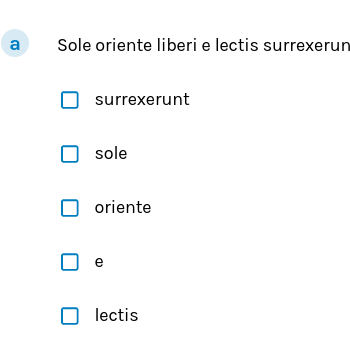 a Sole oriente liberi e lectis surrexerun
surrexerunt
sole
oriente
e
lectis